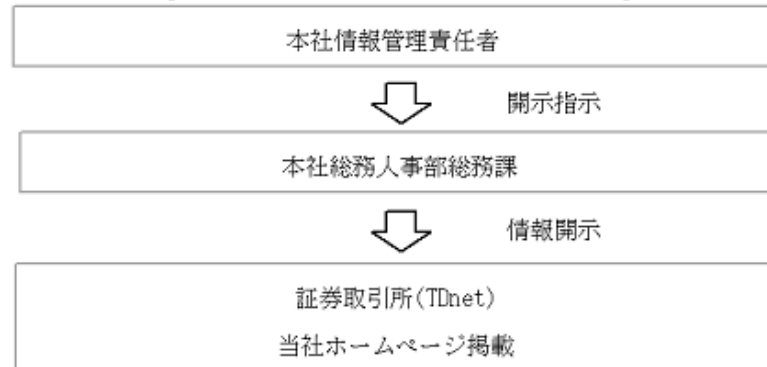 本社情報管理責任者
開示指示
本社総務人事部総務課
情報開示
証券取引所(TDnet)
当社ホームページ掲載